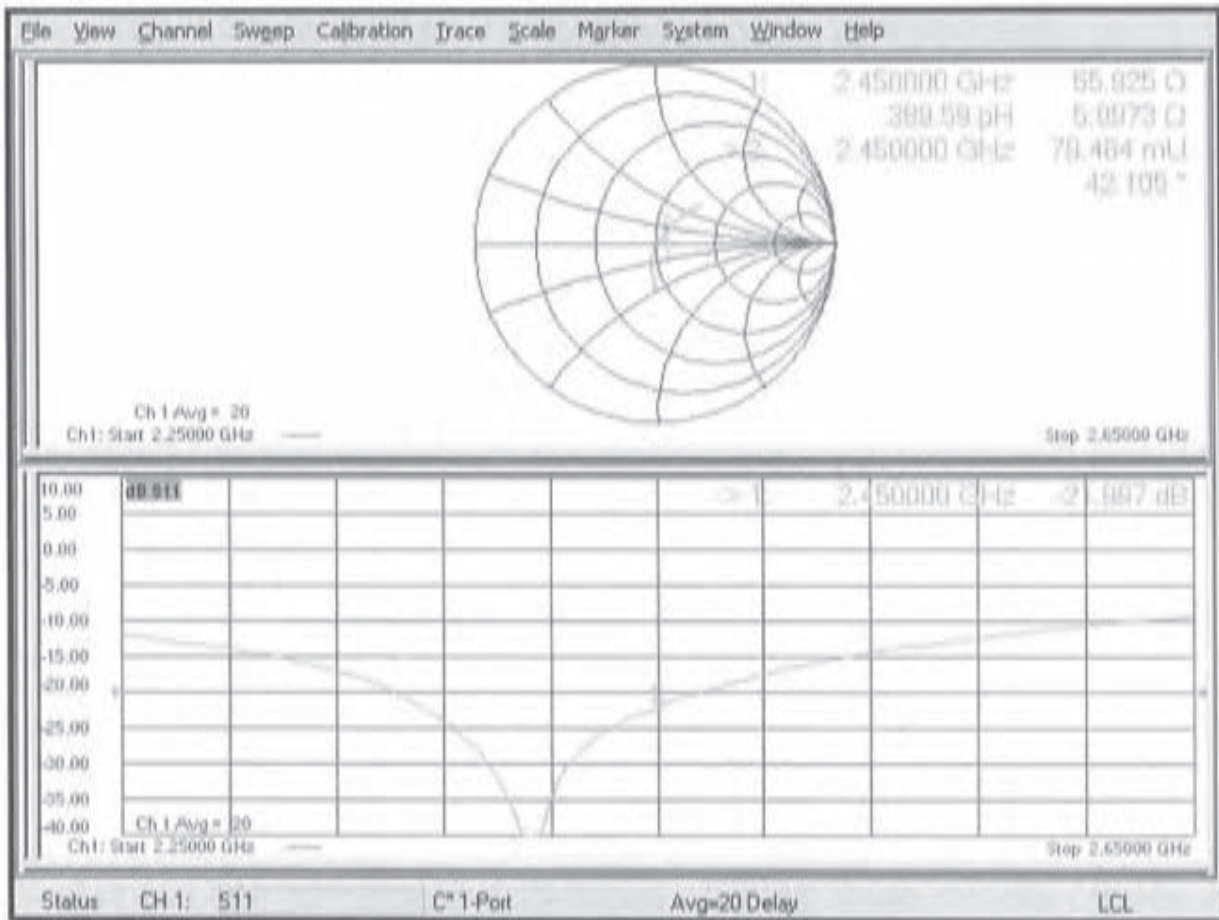 File View Channel Sweep Calibration Trace Scale Marker System Window Help
1: 2.450000 GHz 55.925 Ω
389.59 pH 5.9973 Ω
>2: 2.450000 GHz 79.464 mU
42.105 °
Ch 1 Avg = 20
Ch1: Start 2.25000 GHz
Stop 2.65000 GHz
10.00 dB S11
> 1: 2.450000 GHz -21.997 dB
5.00
0.00
-5.00
-10.00
-15.00
-20.00
-25.00
-30.00
-35.00
-40.00
Ch 1 Avg = 20
Ch1: Start 2.25000 GHz
Stop 2.65000 GHz
Status CH 1: S11 C* 1-Port Avg=20 Delay LCL